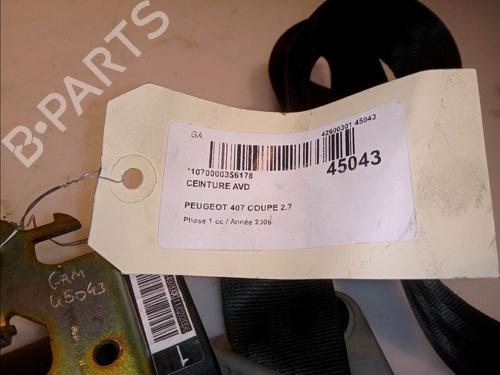 B-PARTS
GA
42600301 45043
*1070000356178
45043
CEINTURE AVD
PEUGEOT 407 COUPE 2.7
Phase 1 cc / Année 2006
GAM
45043
1